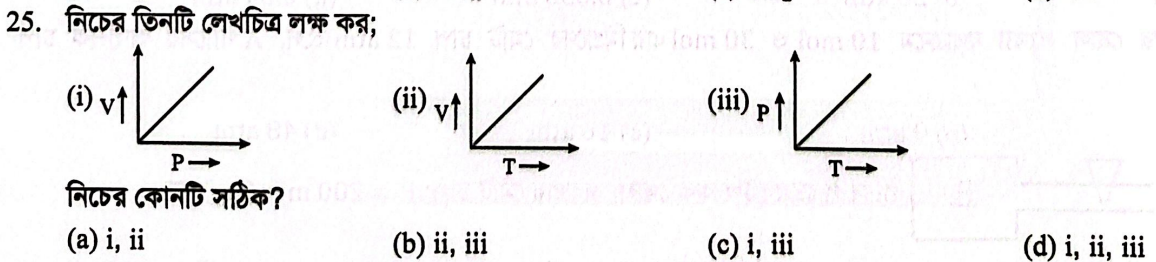 25. নিচের তিনটি লেখচিত্র লক্ষ কর;
(i) V↑ P→ (ii) V↑ T→ (iii) P↑ T→
নিচের কোনটি সঠিক?
(a) i, ii (b) ii, iii (c) i, iii (d) i, ii, iii